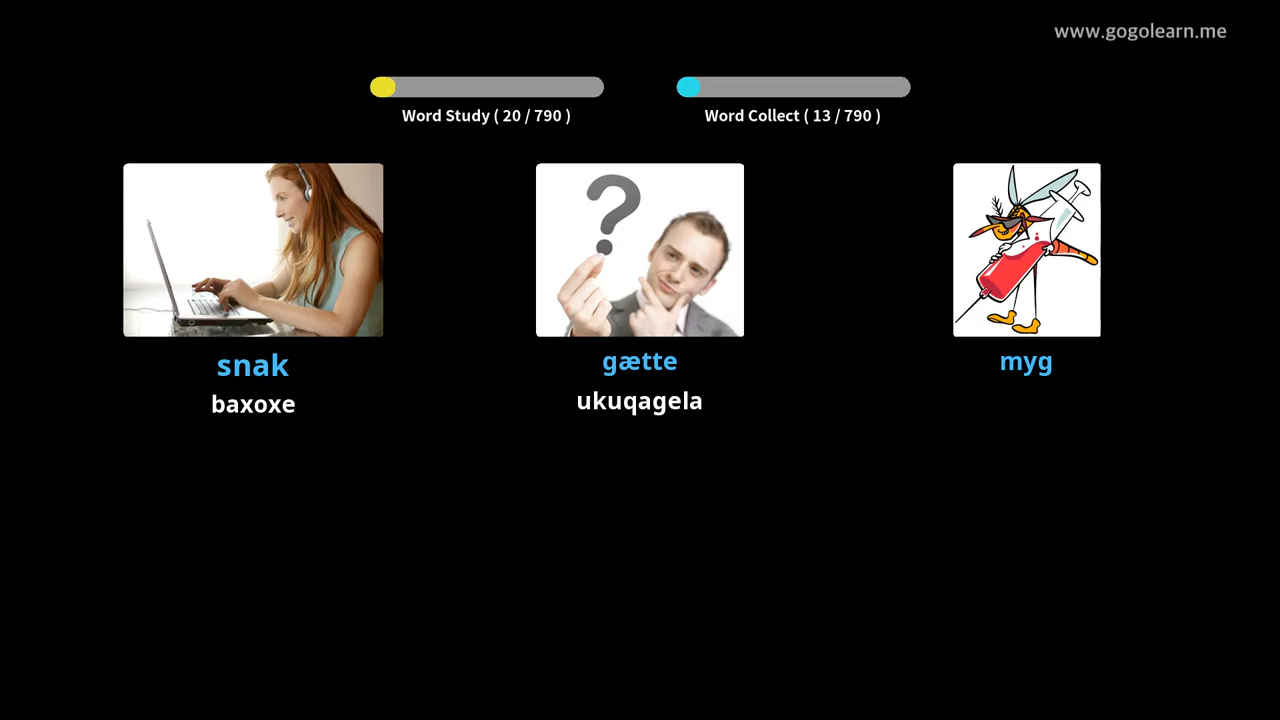 www.gogolearn.me
Word Study ( 20 / 790 )
Word Collect ( 13 / 790 )
snak
baxoxe
gætte
ukuqagela
myg